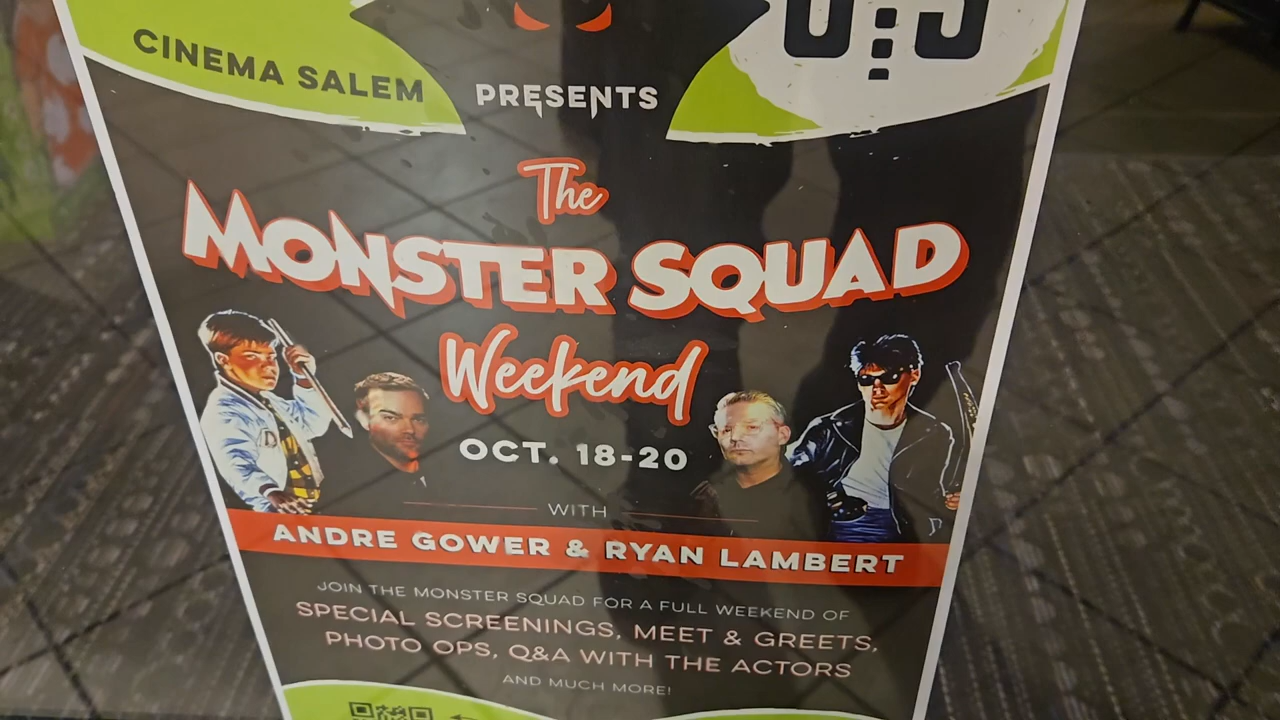 CINEMA SALEM
PRESENTS
The
MONSTER SQUAD
Weekend
OCT. 18-20
WITH
ANDRE GOWER & RYAN LAMBERT
JOIN THE MONSTER SQUAD FOR A FULL WEEKEND OF
SPECIAL SCREENINGS, MEET & GREETS,
PHOTO OPS, Q&A WITH THE ACTORS
AND MUCH MORE!